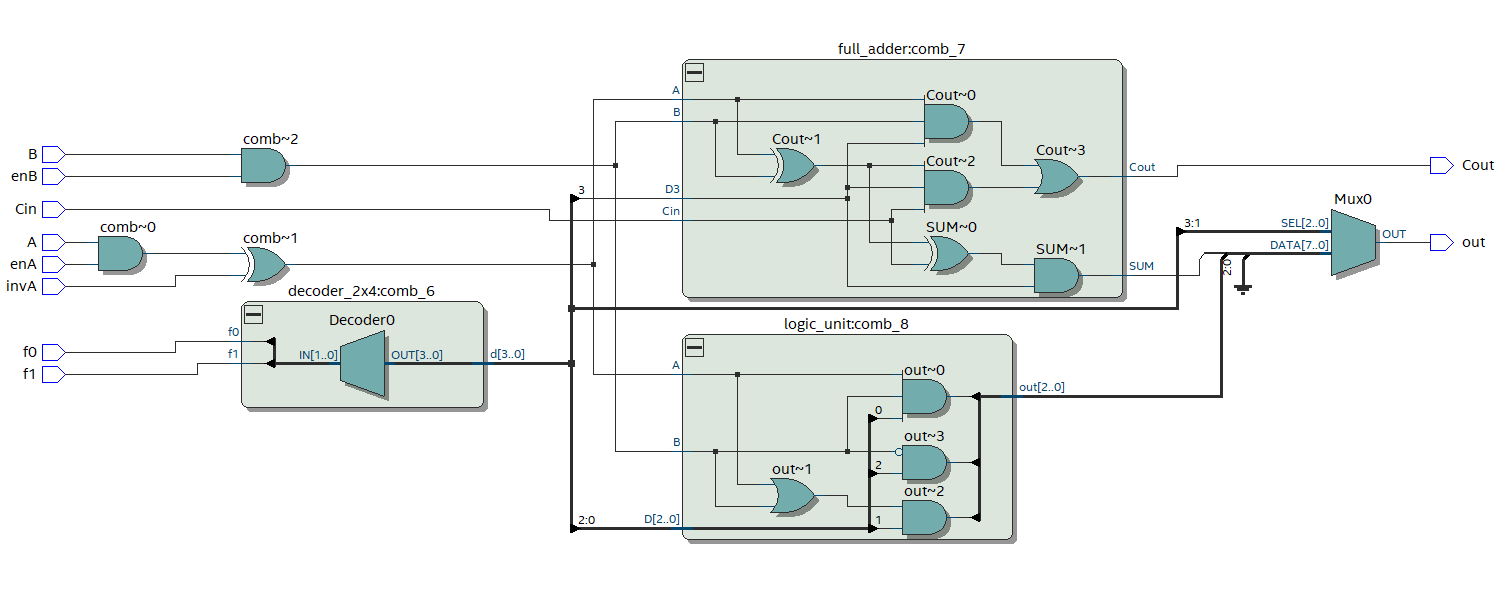 full_adder:comb_7
A
B
D3
Cin
Cout~0
Cout~1
Cout~2
Cout~3
SUM~0
SUM~1
Cout
SUM
B
enB
comb~2
Cin
A
enA
invA
comb~0
comb~1
3
decoder_2x4:comb_6
Decoder0
f0
f1
f0
f1
IN[1..0]
OUT[3..0]
d[3..0]
logic_unit:comb_8
A
B
2:0
D[2..0]
out~0
0
out~3
2
out~1
out~2
1
out[2..0]
3:1
2:0
Mux0
SEL[2..0]
DATA[7..0]
OUT
Cout
out